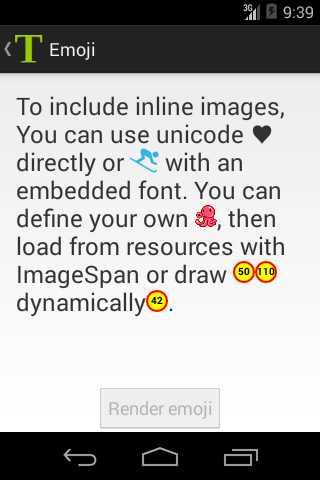 3G 9:39
T Emoji
To include inline images,
You can use unicode ♥
directly or with an
embedded font. You can
define your own , then
load from resources with
ImageSpan or draw 50 110
dynamically 42.
Render emoji